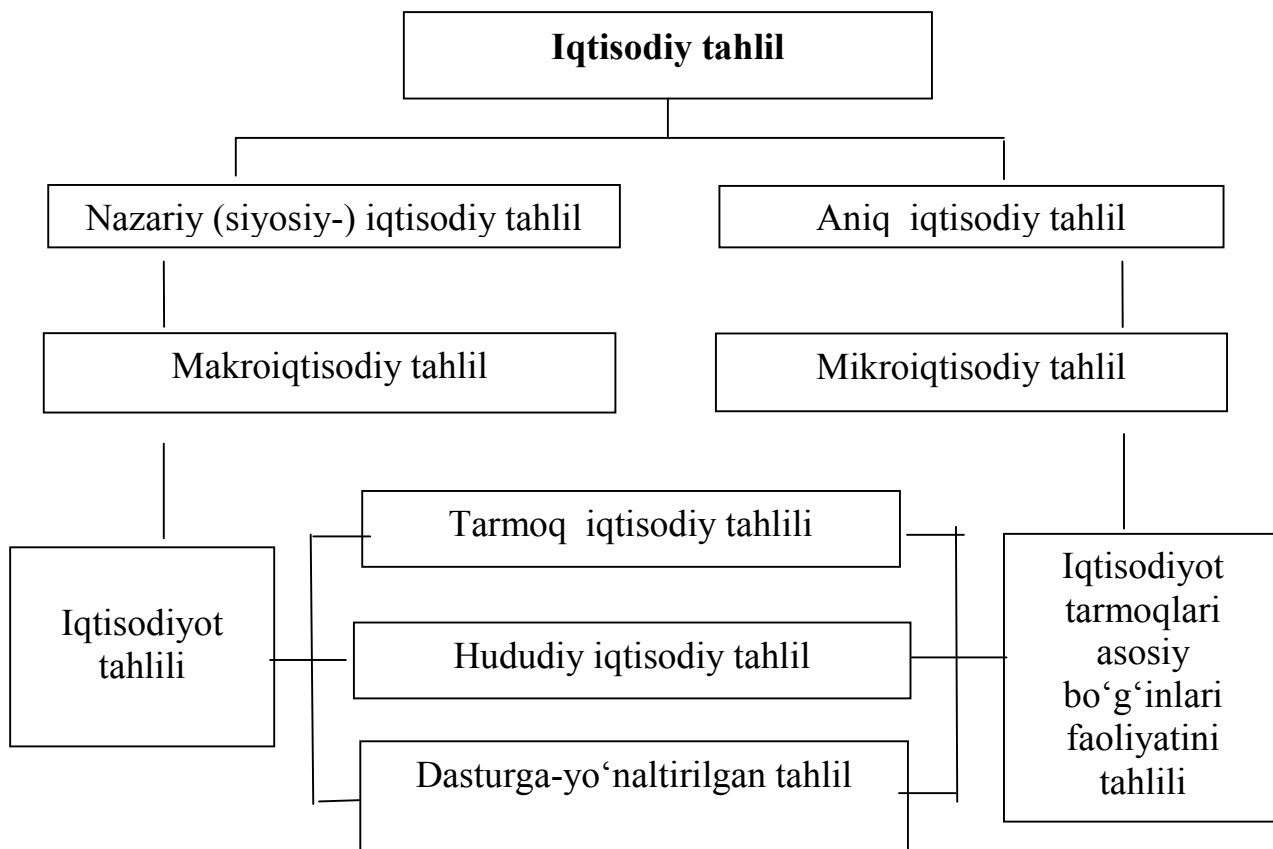 Iqtisodiy tahlil
Nazariy (siyosiy-) iqtisodiy tahlil
Aniq iqtisodiy tahlil
Makroiqtisodiy tahlil
Mikroiqtisodiy tahlil
Iqtisodiyot
tahlili
Tarmoq iqtisodiy tahlili
Hududiy iqtisodiy tahlil
Dasturga-yo‘naltirilgan tahlil
Iqtisodiyot
tarmoqlari
asosiy
bo‘g‘inlari
faoliyatini
tahlili